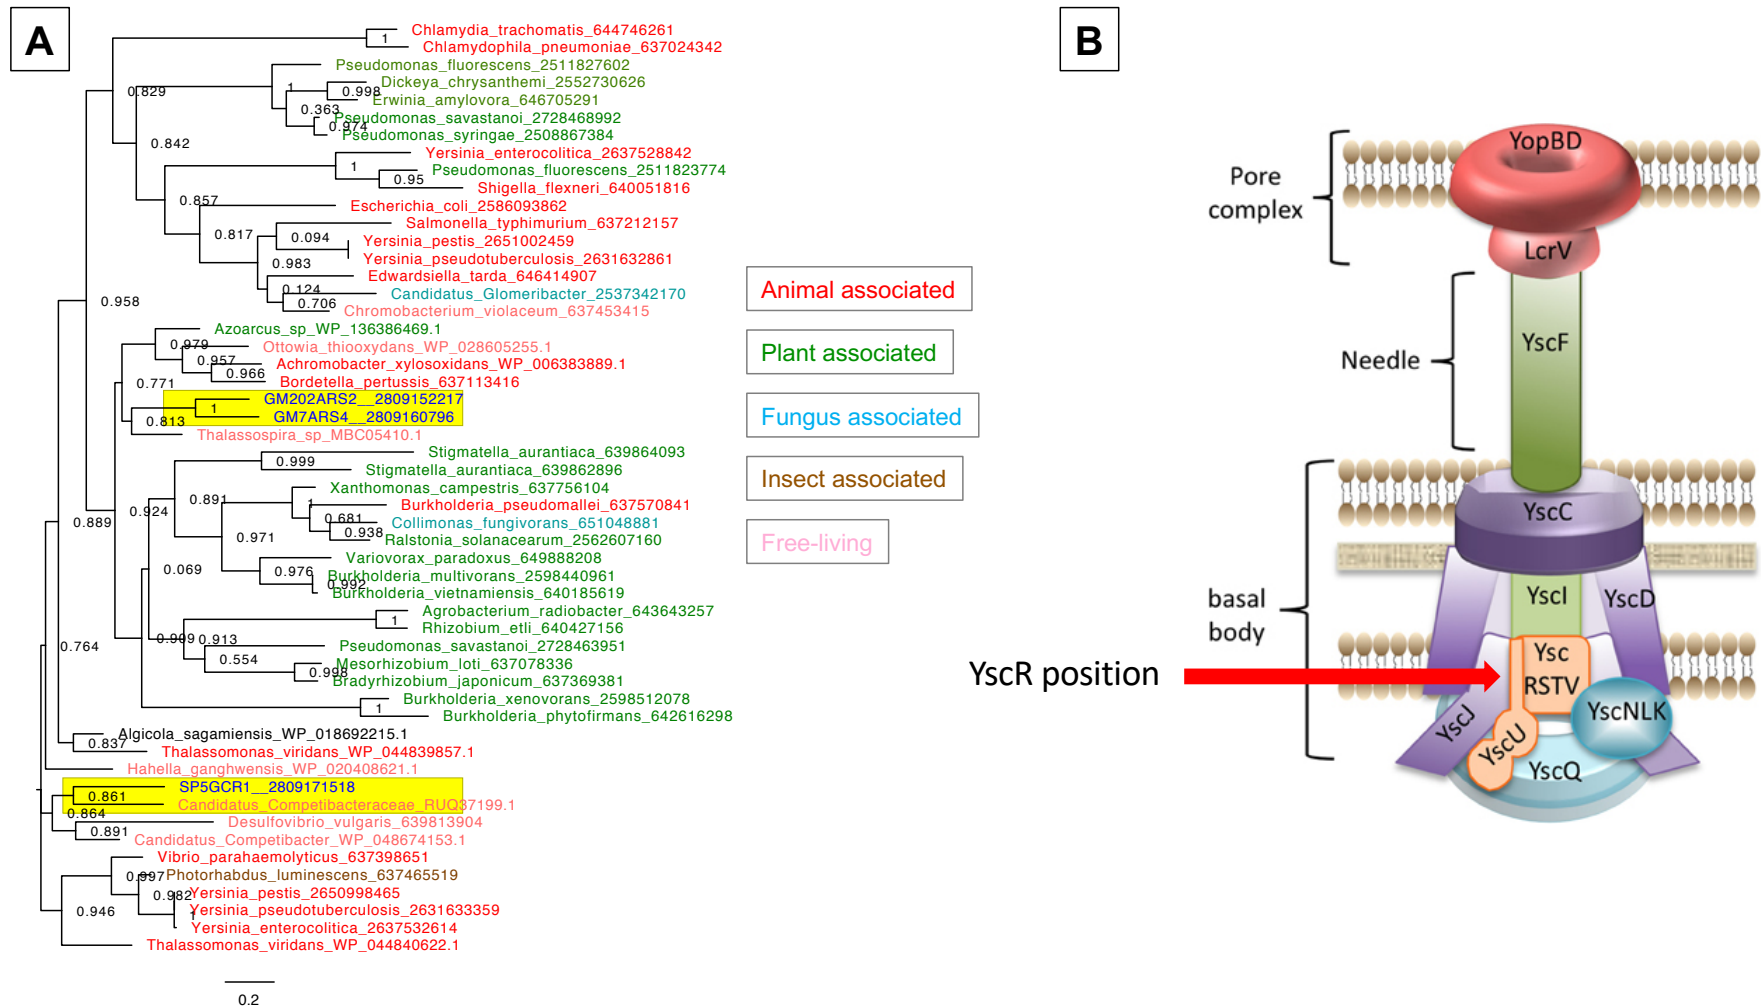 A
Chlamydia_trachomatis_644746261
1
Chlamydophila_pneumoniae_637024342
Pseudomonas_fluorescens_2511827602
0.829
1
Dickeya_chrysanthemi_2552730626
0.998
Erwinia_amylovora_646705291
0.363
Pseudomonas_savastanoi_2728468992
0.974
Pseudomonas_syringae_2508867384
0.842
Yersinia_enterocolitica_2637528842
1
Pseudomonas_fluorescens_2511823774
0.95
Shigella_flexneri_640051816
0.857
Escherichia_coli_2586093862
Salmonella_typhimurium_637212157
0.817
0.094
Yersinia_pestis_2651002459
0.983
Yersinia_pseudotuberculosis_2631632861
Edwardsiella_tarda_646414907
0.124
Candidatus_Glomeribacter_2537342170
0.706
Chromobacterium_violaceum_637453415
0.958
Azoarcus_sp_WP_136386469.1
0.979
Ottowia_thiooxydans_WP_028605255.1
0.957
Achromobacter_xylosoxidans_WP_006383889.1
0.966
Bordetella_pertussis_637113416
0.771
GM202ARS2__2809152217
1
GM7ARS4__2809160796
0.813
Thalassospira_sp_MBC05410.1
Stigmatella_aurantiaca_639864093
0.999
Stigmatella_aurantiaca_639862896
Xanthomonas_campestris_637756104
0.891
1
Burkholderia_pseudomallei_637570841
0.889
0.924
0.681
Collimonas_fungivorans_651048881
0.938
Ralstonia_solanacearum_2562607160
0.971
Variovorax_paradoxus_649888208
0.069
0.976
Burkholderia_multivorans_2598440961
0.992
Burkholderia_vietnamiensis_640185619
Agrobacterium_radiobacter_643643257
1
Rhizobium_etli_640427156
0.909
0.913
0.764
Pseudomonas_savastanoi_2728463951
0.554
Mesorhizobium_loti_637078336
0.998
Bradyrhizobium_japonicum_637369381
Burkholderia_xenovorans_2598512078
1
Burkholderia_phytofirmans_642616298
Algicola_sagamiensis_WP_018692215.1
0.837
Thalassomonas_viridans_WP_044839857.1
Hahella_ganghwensis_WP_020408621.1
SP5GCR1__2809171518
0.861
Candidatus_Competibacteraceae_RUQ37199.1
0.864
Desulfovibrio_vulgaris_639813904
0.891
Candidatus_Competibacter_WP_048674153.1
Vibrio_parahaemolyticus_637398651
0.997
Photorhabdus_luminescens_637465519
0.982
Yersinia_pestis_2650998465
0.946
1
Yersinia_pseudotuberculosis_2631633359
Yersinia_enterocolitica_2637532614
Thalassomonas_viridans_WP_044840622.1
0.2
Animal associated
Plant associated
Fungus associated
Insect associated
Free-living
B
Pore
complex
YopBD
LcrV
Needle
YscF
YscC
basal
body
YscI
YscD
YscR position
Ysc
RSTV
YscJ
YscU
YscNLK
YscQ